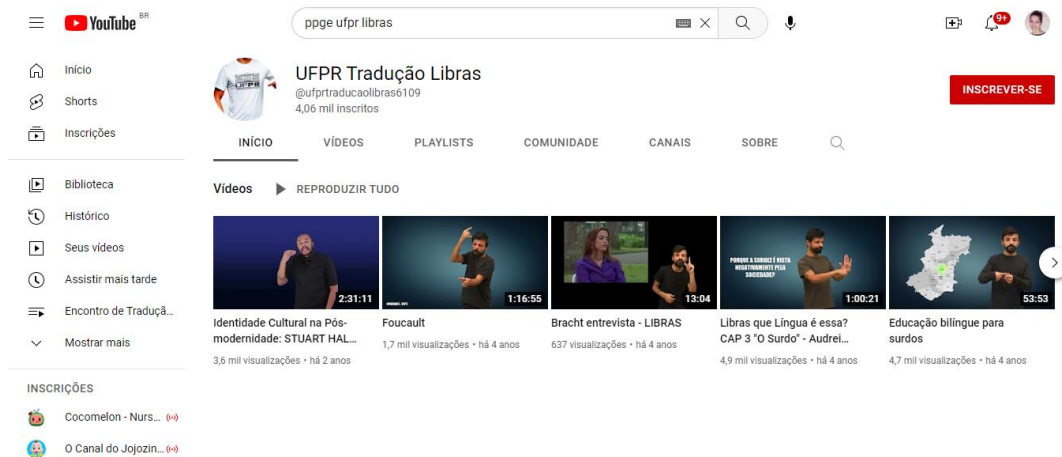 YouTube BR
ppge ufpr libras
9+
Início
Shorts
Inscrições
Biblioteca
Histórico
Seus vídeos
Assistir mais tarde
Encontro de Traduçã...
Mostrar mais
INSCRIÇÕES
Cocomelon - Nurs...
O Canal do Jojozin...
UFPR
UFPR Tradução Libras
@ufprtraducaolibras6109
4,06 mil inscritos
INSCREVER-SE
INÍCIO VÍDEOS PLAYLISTS COMUNIDADE CANAIS SOBRE
Vídeos REPRODUZIR TUDO
2:31:11
Identidade Cultural na Pós-
modernidade: STUART HAL...
3,6 mil visualizações • há 2 anos
1:16:55
Foucault
1,7 mil visualizações • há 4 anos
13:04
Bracht entrevista - LIBRAS
637 visualizações • há 4 anos
PORQUE A SURDEZ É VISTA
NEGATIVAMENTE PELA
SOCIEDADE?
1:00:21
Libras que Língua é essa?
CAP 3 "O Surdo" - Audrei...
4,9 mil visualizações • há 4 anos
53:53
Educação bilíngue para
surdos
4,7 mil visualizações • há 4 anos